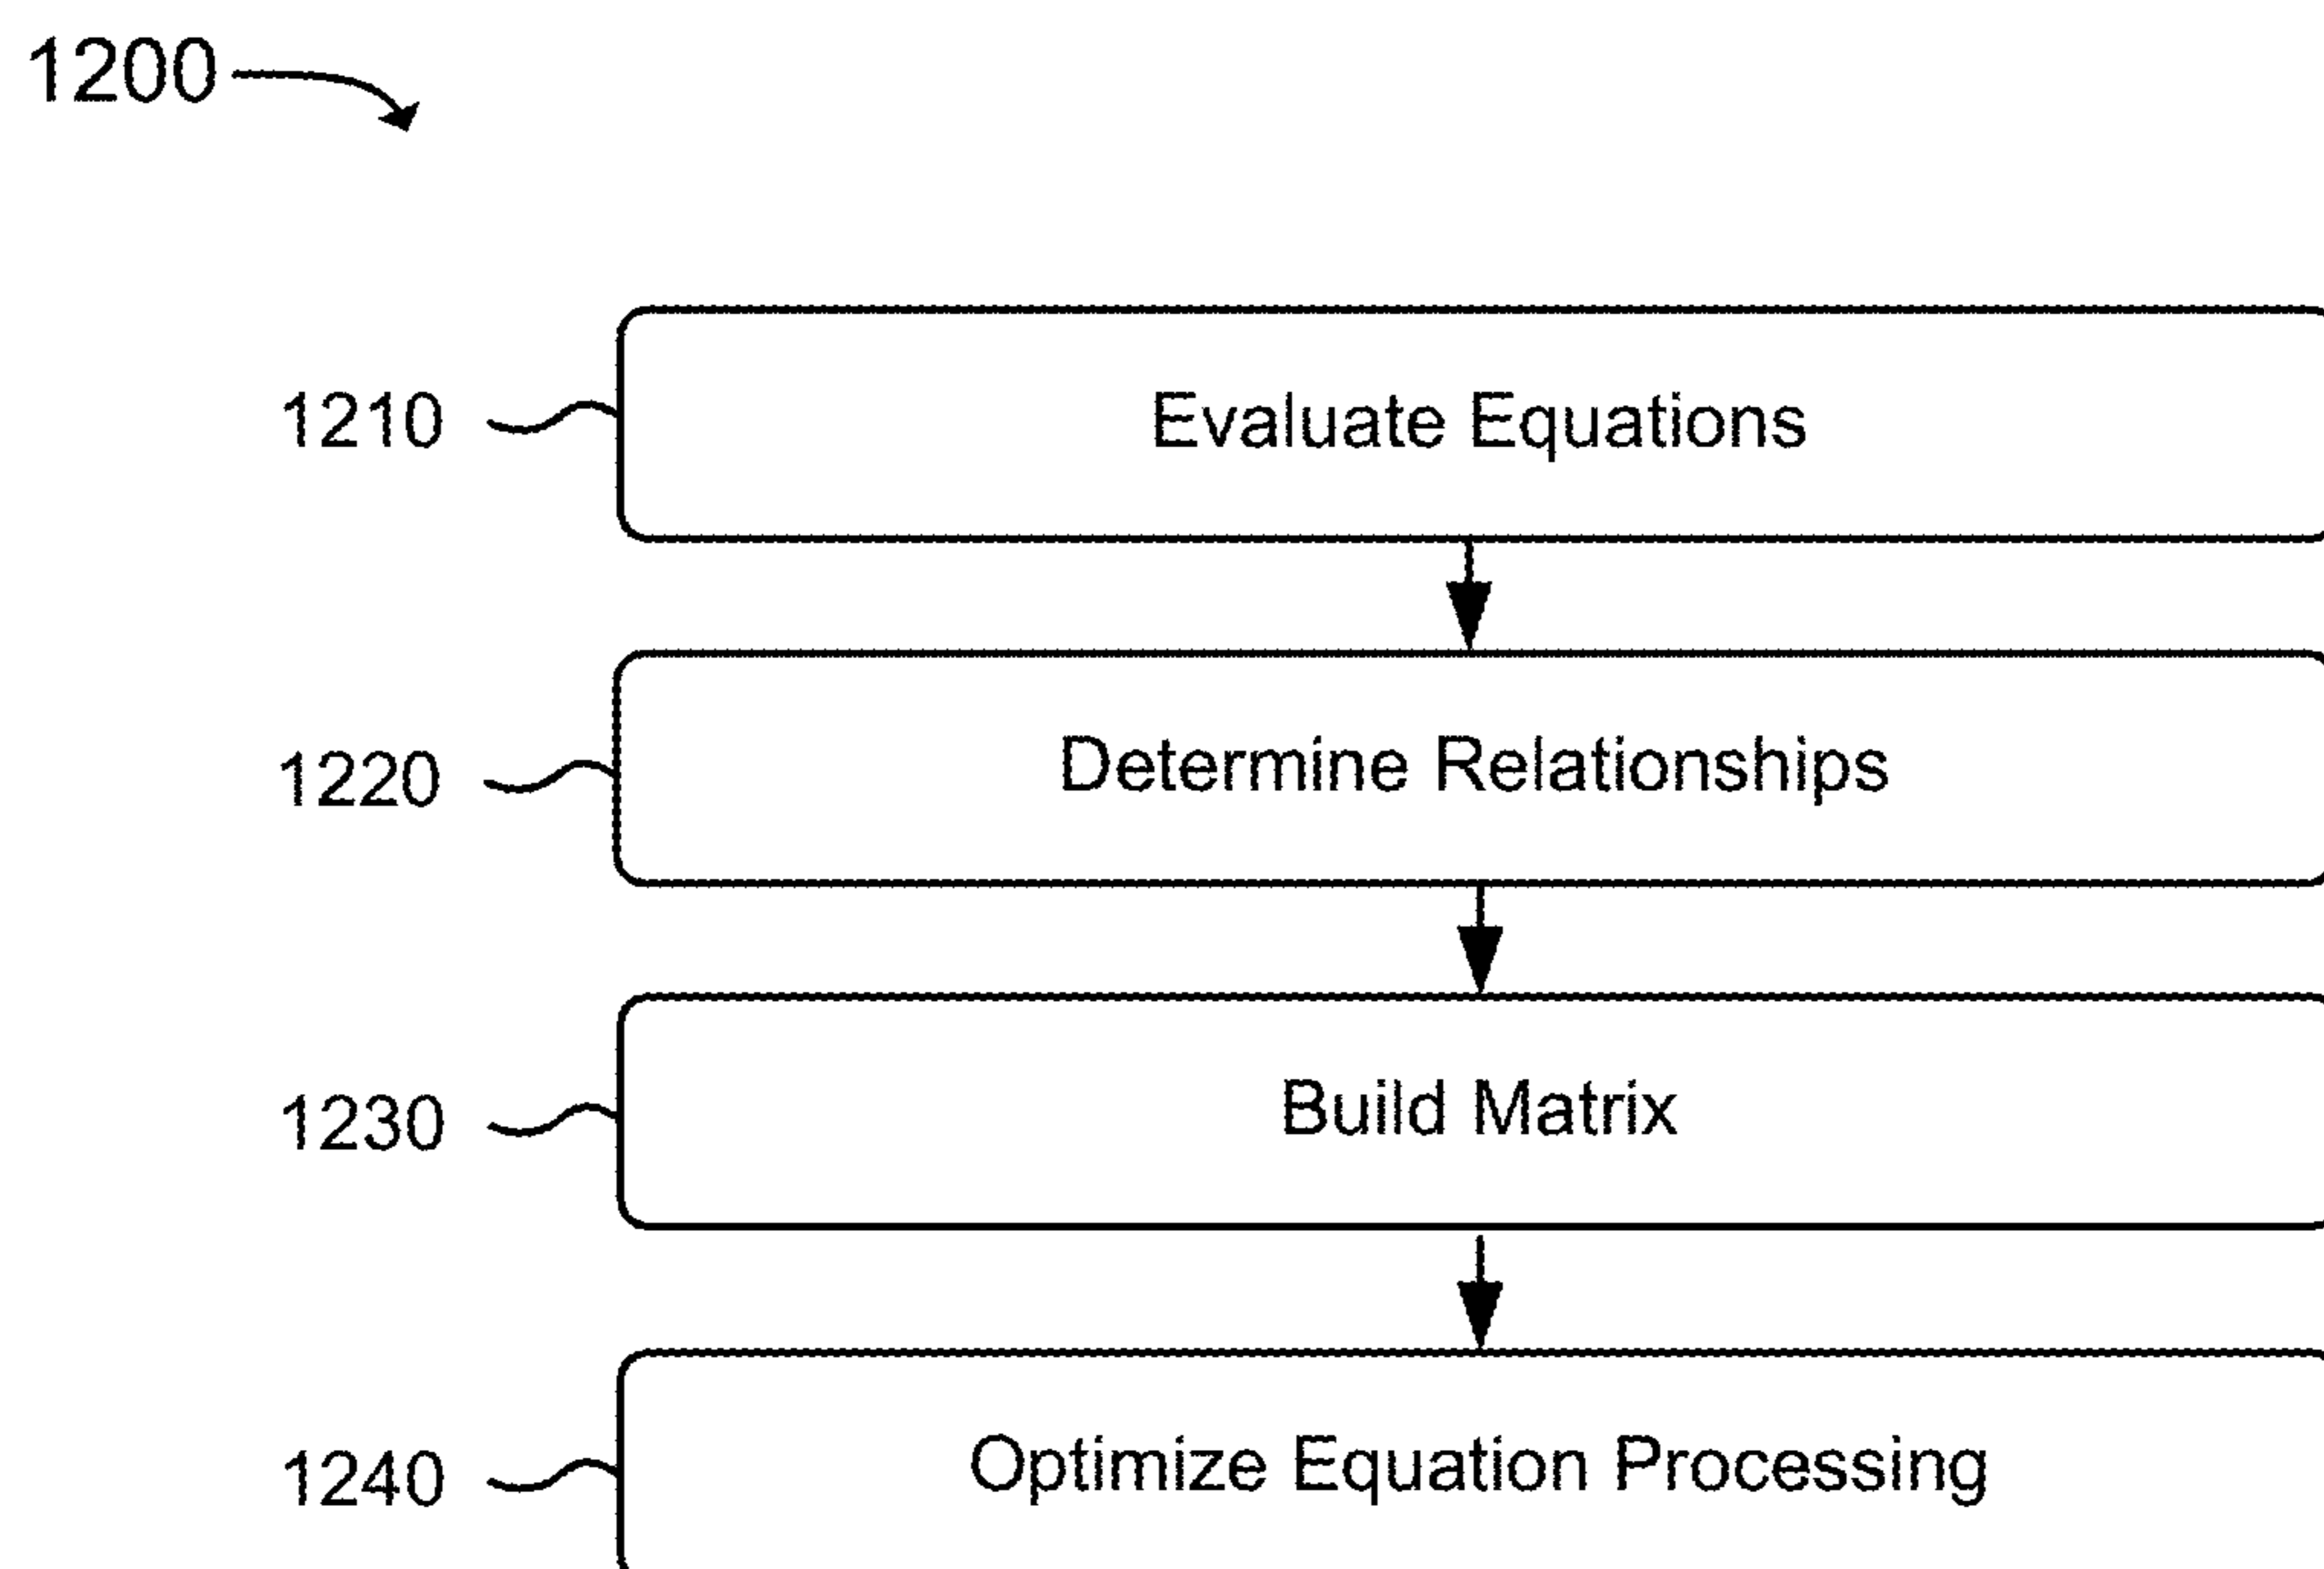 1200
1210 Evaluate Equations
1220 Determine Relationships
1230 Build Matrix
1240 Optimize Equation Processing